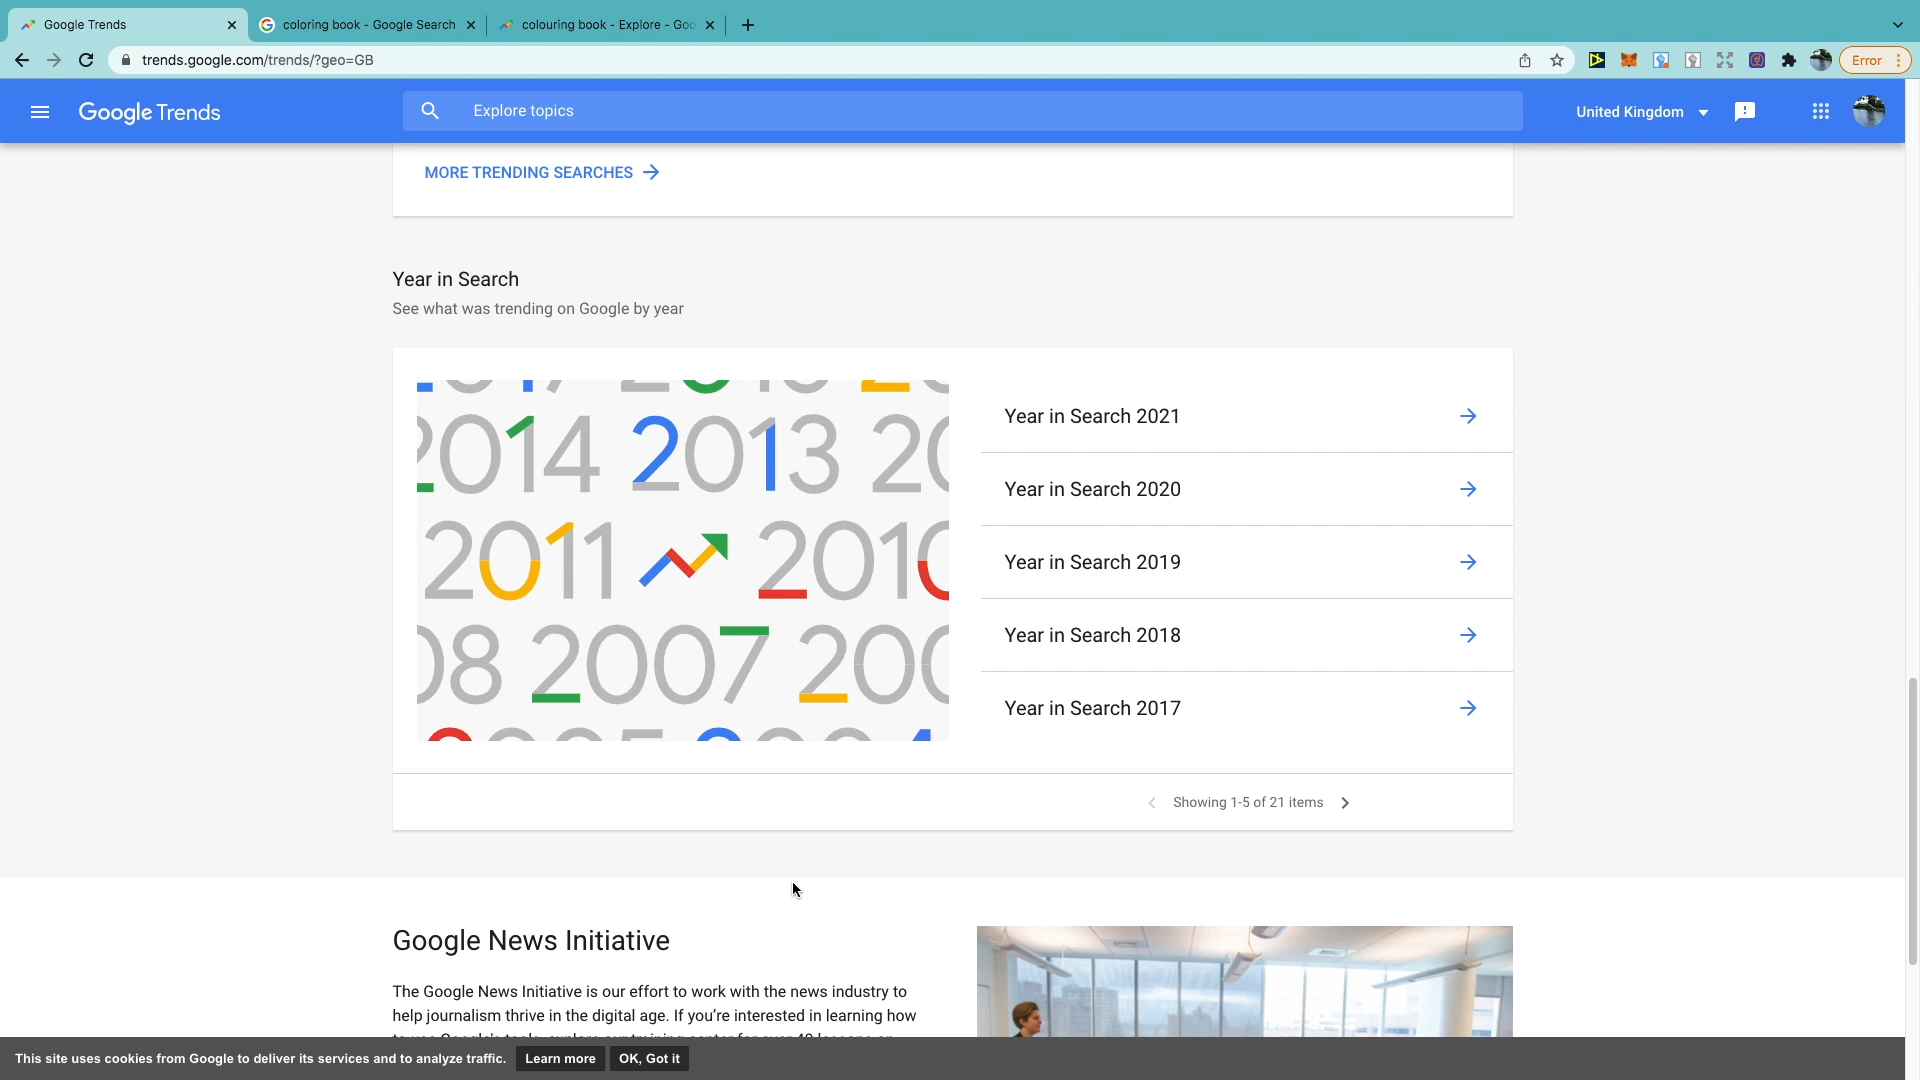 Google Trends
coloring book - Google Search
colouring book - Explore - Goo
trends.google.com/trends/?geo=GB
Error
Google Trends
Explore topics
United Kingdom
MORE TRENDING SEARCHES
Year in Search
See what was trending on Google by year
2014 2013 20
2011 2010
08 2007 200
Year in Search 2021
Year in Search 2020
Year in Search 2019
Year in Search 2018
Year in Search 2017
Showing 1-5 of 21 items
Google News Initiative
The Google News Initiative is our effort to work with the news industry to
help journalism thrive in the digital age. If you’re interested in learning how
This site uses cookies from Google to deliver its services and to analyze traffic.
Learn more
OK, Got it